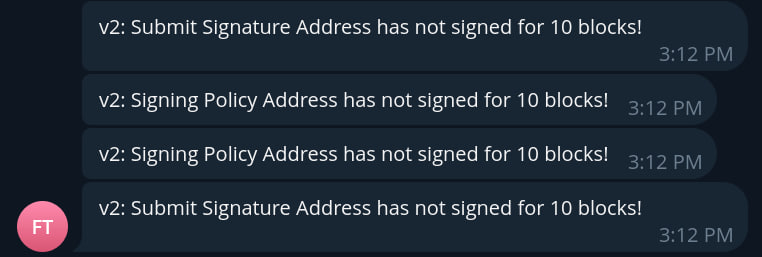 v2: Submit Signature Address has not signed for 10 blocks!
3:12 PM
v2: Signing Policy Address has not signed for 10 blocks! 3:12 PM
v2: Signing Policy Address has not signed for 10 blocks! 3:12 PM
v2: Submit Signature Address has not signed for 10 blocks!
FT
3:12 PM